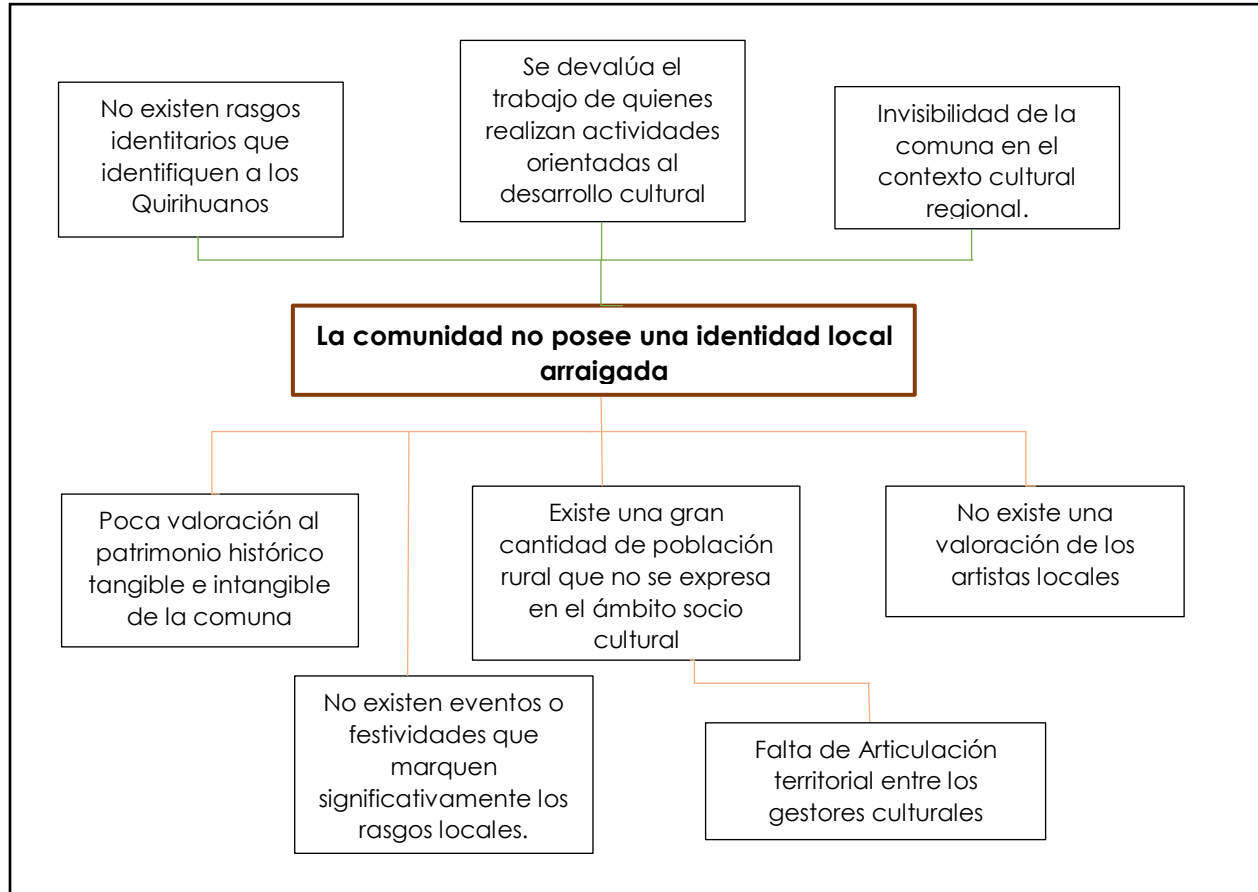 No existen rasgos
identitarios que
identifiquen a los
Quirihuanos
Se devalúa el
trabajo de quienes
realizan actividades
orientadas al
desarrollo cultural
Invisibilidad de la
comuna en el
contexto cultural
regional.
La comunidad no posee una identidad local
arraigada
Poca valoración al
patrimonio histórico
tangible e intangible
de la comuna
No existen eventos o
festividades que
marquen
significativamente los
rasgos locales.
Existe una gran
cantidad de población
rural que no se expresa
en el ámbito socio
cultural
Falta de Articulación
territorial entre los
gestores culturales
No existe una
valoración de los
artistas locales